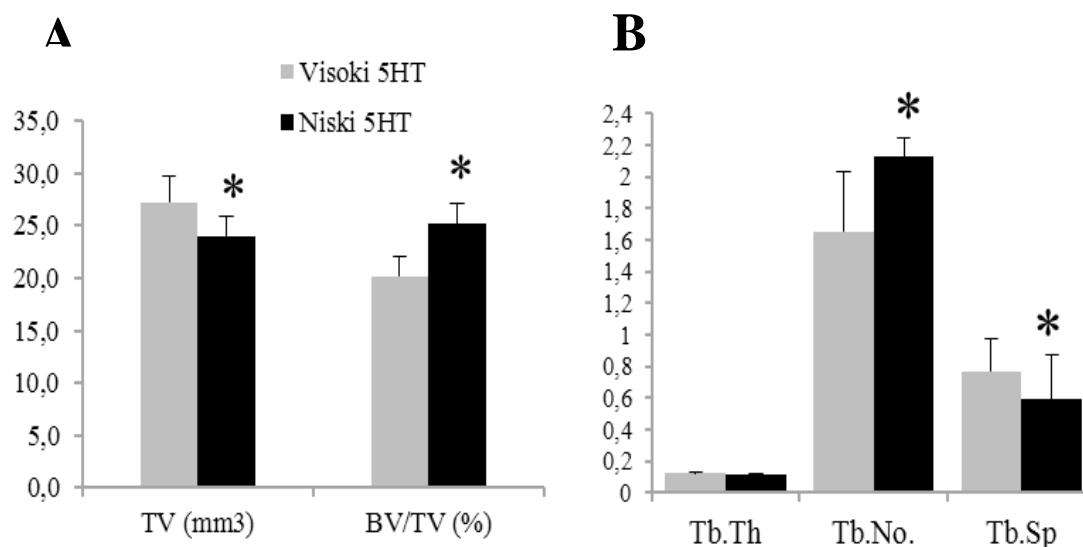 A
Visoki 5HT
Niski 5HT
35,0
30,0
25,0
20,0
15,0
10,0
5,0
0,0
*
*
TV (mm3)
BV/TV (%)
B
2,4
2,2
2
1,8
1,6
1,4
1,2
1
0,8
0,6
0,4
0,2
0
*
*
Tb.Th
Tb.No.
Tb.Sp